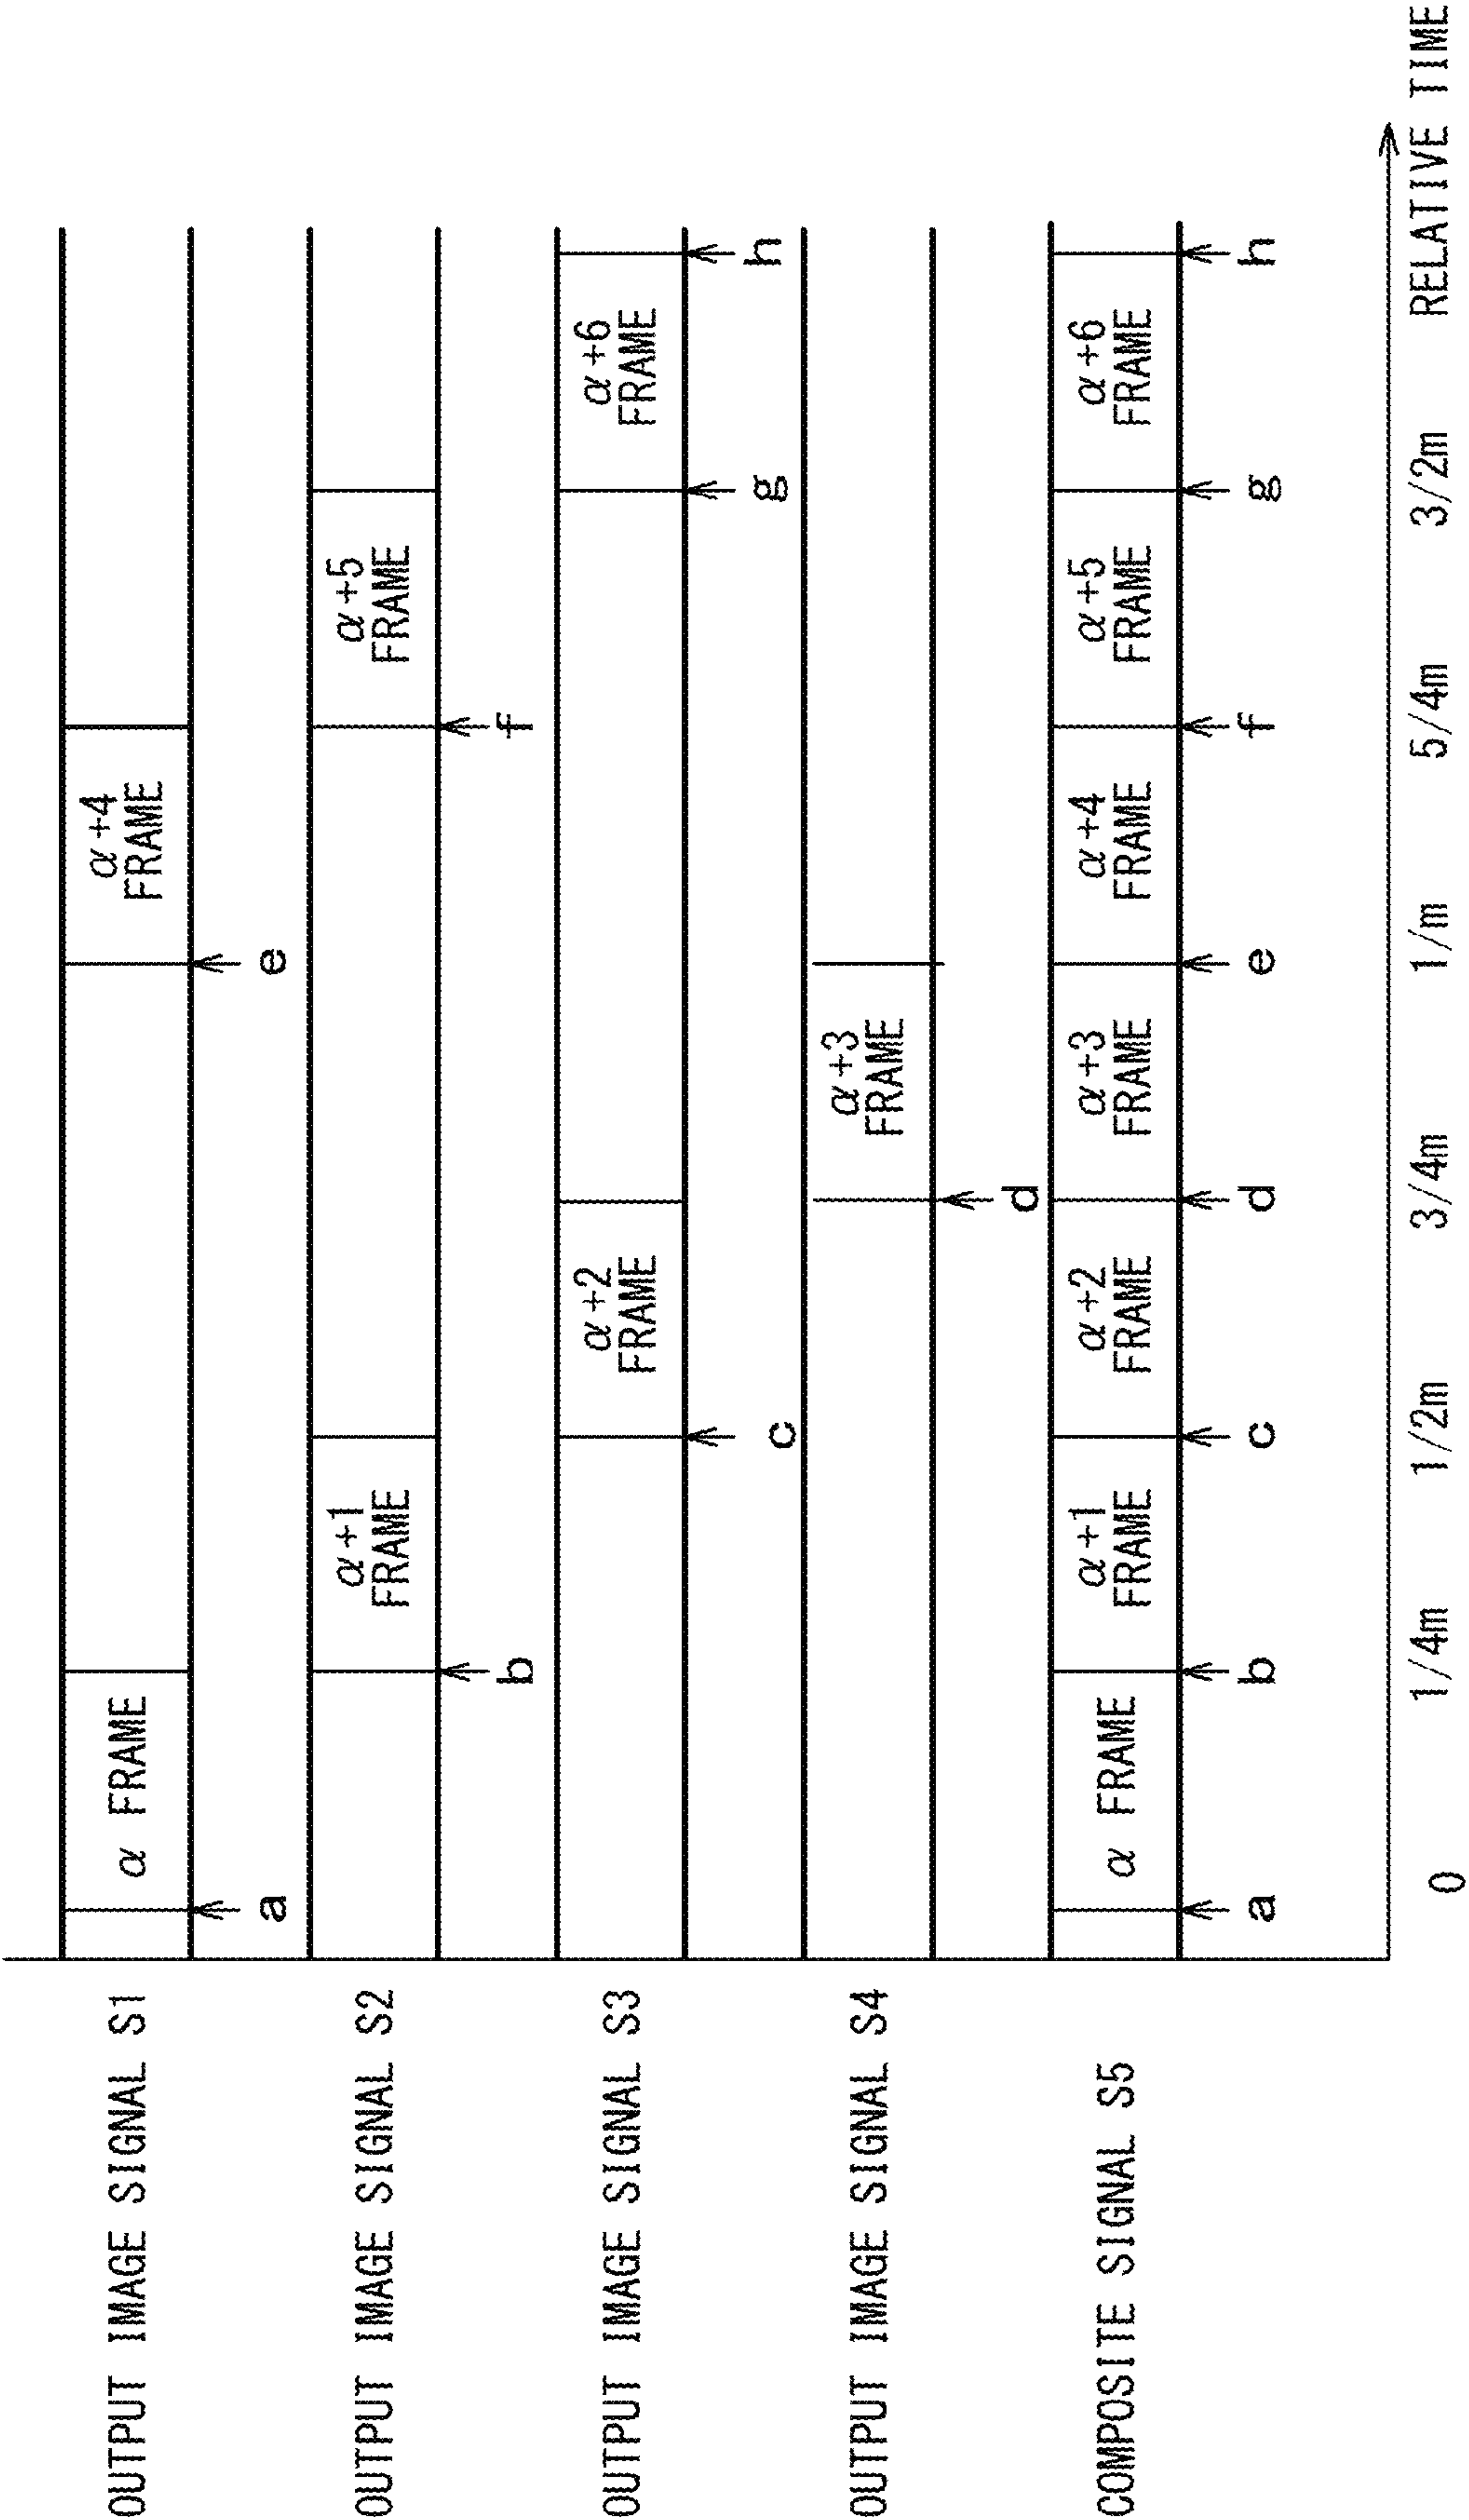 OUTPUT IMAGE SIGNAL S1
α FRAME
α+4
FRAME
a
e
OUTPUT IMAGE SIGNAL S2
α+1
FRAME
α+5
FRAME
b
f
OUTPUT IMAGE SIGNAL S3
α+2
FRAME
α+6
FRAME
c
g
h
OUTPUT IMAGE SIGNAL S4
α+3
FRAME
d
COMPOSITE SIGNAL S5
α FRAME
α+1
FRAME
α+2
FRAME
α+3
FRAME
α+4
FRAME
α+5
FRAME
α+6
FRAME
a
b
c
d
e
f
g
h
0
1/4m
1/2m
3/4m
1/m
5/4m
3/2m
RELATIVE TIME